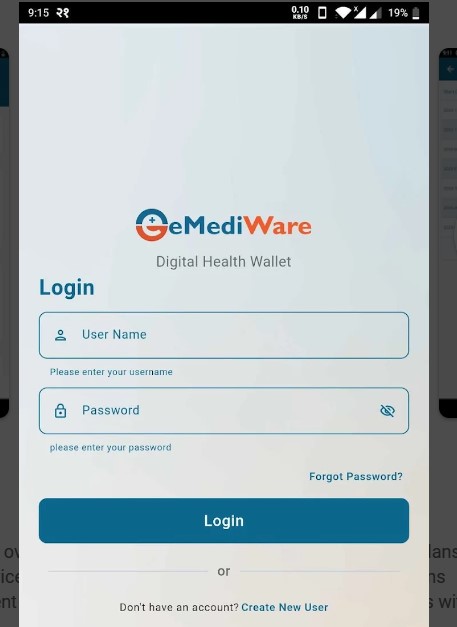 9:15 २१ 0.10 KB/S 19%
eMediWare
Digital Health Wallet
Login
User Name
Please enter your username
Password
please enter your password
Forgot Password?
Login
or
Don't have an account? Create New User